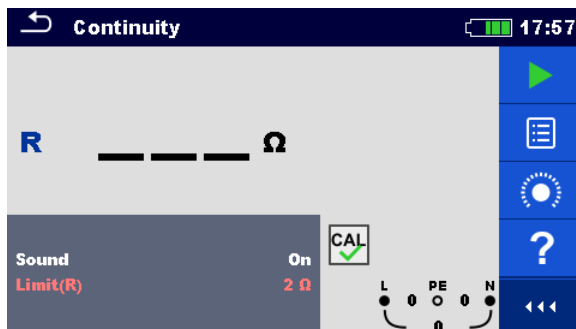 Continuity 17:57
R _ _ _ Ω
?
Sound On
Limit(R) 2 Ω
CAL
L PE N
0 0
0